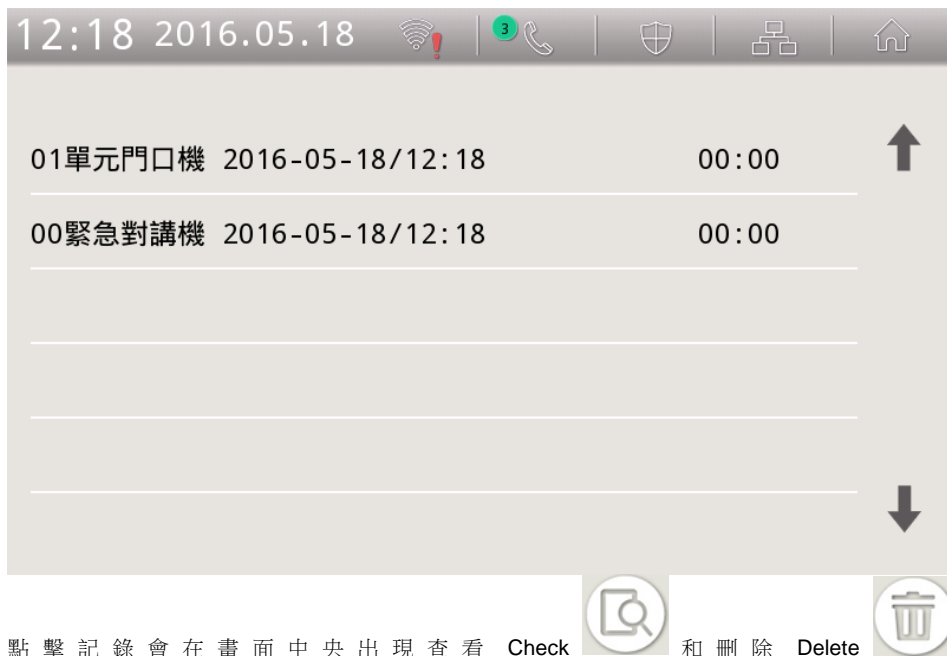 12:18 2016.05.18 3
01單元門口機 2016-05-18/12:18 00:00
00緊急對講機 2016-05-18/12:18 00:00
點擊記錄會在畫面中央出現查看 Check 和刪除 Delete